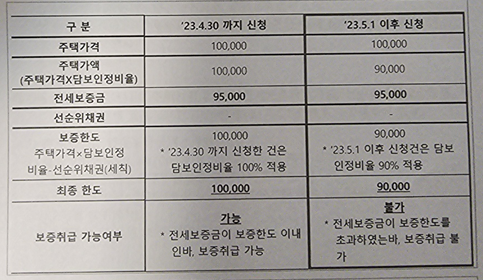 구 분 '23.4.30 까지 신청 '23.5.1 이후 신청
주택가격 100,000 100,000
주택가액
(주택가격X담보인정비율) 100,000 90,000
전세보증금 95,000 95,000
선순위채권 - -
보증한도
주택가격×담보인정
비율-선순위채권(세칙)
100,000
* '23.4.30 까지 신청한 건은
담보인정비율 100% 적용
90,000
* '23.5.1 이후 신청건은 담보
인정비율 90% 적용
최종 한도 100,000 90,000
보증취급 가능여부
가능
* 전세보증금이 보증한도 이내
인바, 보증취급 가능
불가
* 전세보증금이 보증한도를
초과하였는바, 보증취급 불
가